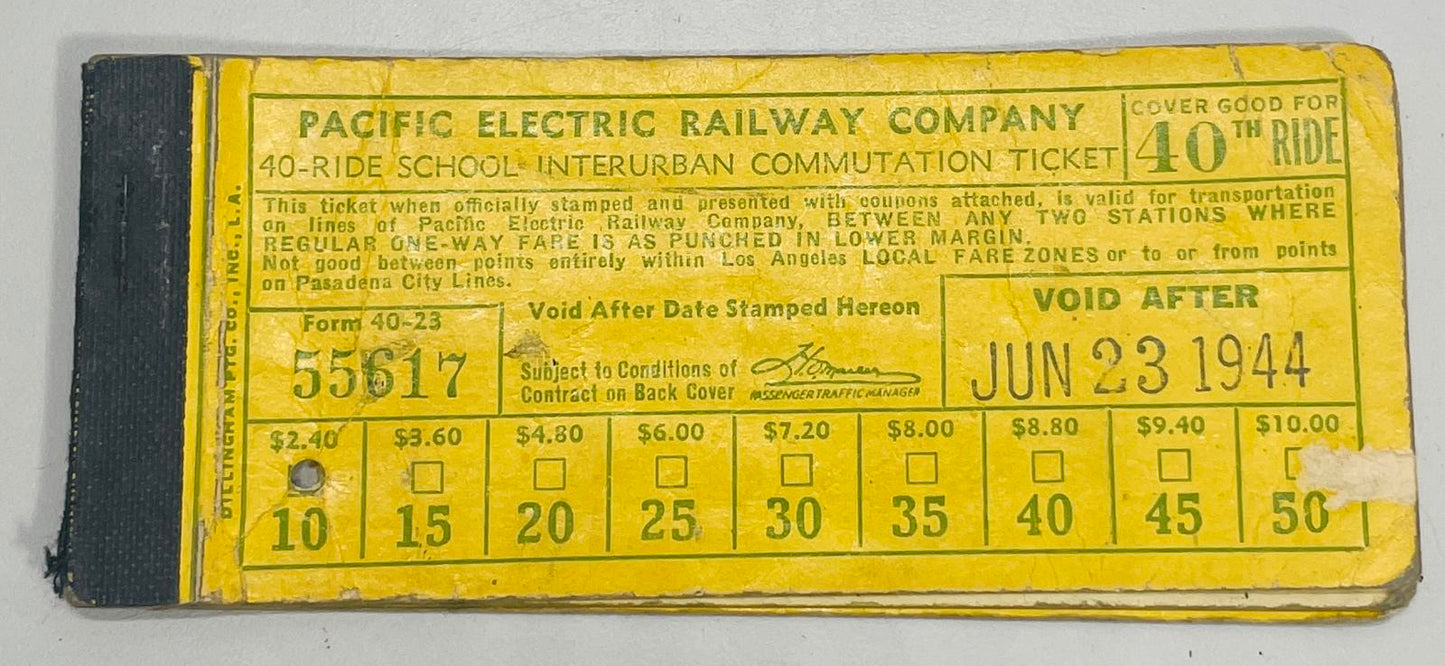 PACIFIC ELECTRIC RAILWAY COMPANY
40-RIDE SCHOOL INTERURBAN COMMUTATION TICKET
COVER GOOD FOR
40TH RIDE
This ticket when officially stamped and presented with coupons attached, is valid for transportation
on lines of Pacific Electric Railway Company, BETWEEN ANY TWO STATIONS WHERE
REGULAR ONE-WAY FARE IS AS PUNCHED IN LOWER MARGIN.
Not good between points entirely within Los Angeles LOCAL FARE ZONES or to or from points
on Pasadena City Lines.
Form 40-23
55617
Void After Date Stamped Hereon
Subject to Conditions of
Contract on Back Cover
PASSENGER TRAFFIC MANAGER
VOID AFTER
JUN 23 1944
$2.40 $3.60 $4.80 $6.00 $7.20 $8.00 $8.80 $9.40 $10.00
10 15 20 25 30 35 40 45 50
DILLINGHAM PTG. CO., INC., L. A.